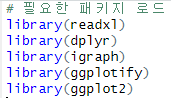 # 필요한 패키지 로드
library(readxl)
library(dplyr)
library(igraph)
library(ggplotify)
library(ggplot2)